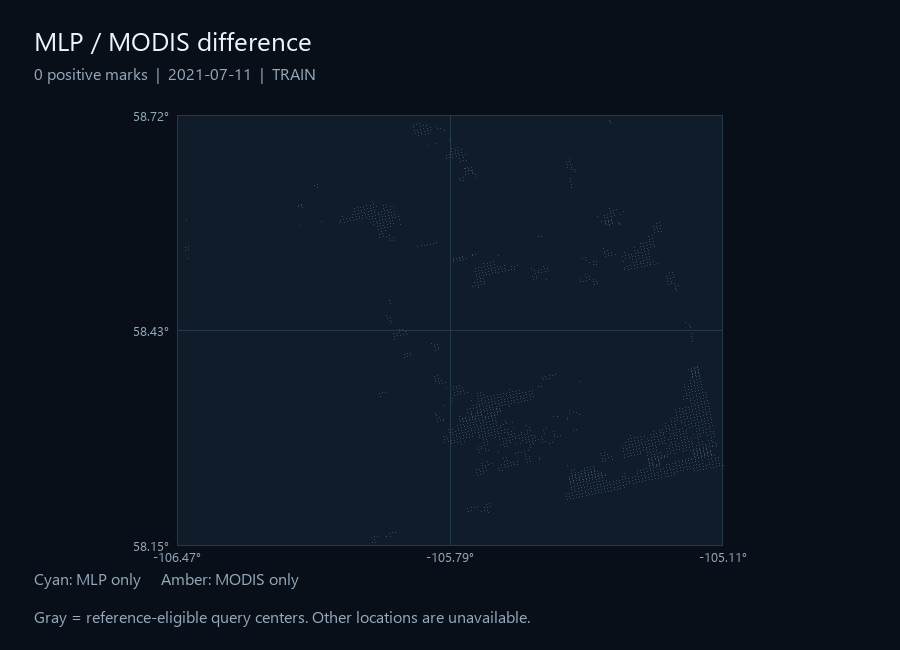 MLP / MODIS difference
0 positive marks | 2021-07-11 | TRAIN
58.72°
58.43°
58.15°
-106.47° -105.79° -105.11°
Cyan: MLP only Amber: MODIS only
Gray = reference-eligible query centers. Other locations are unavailable.